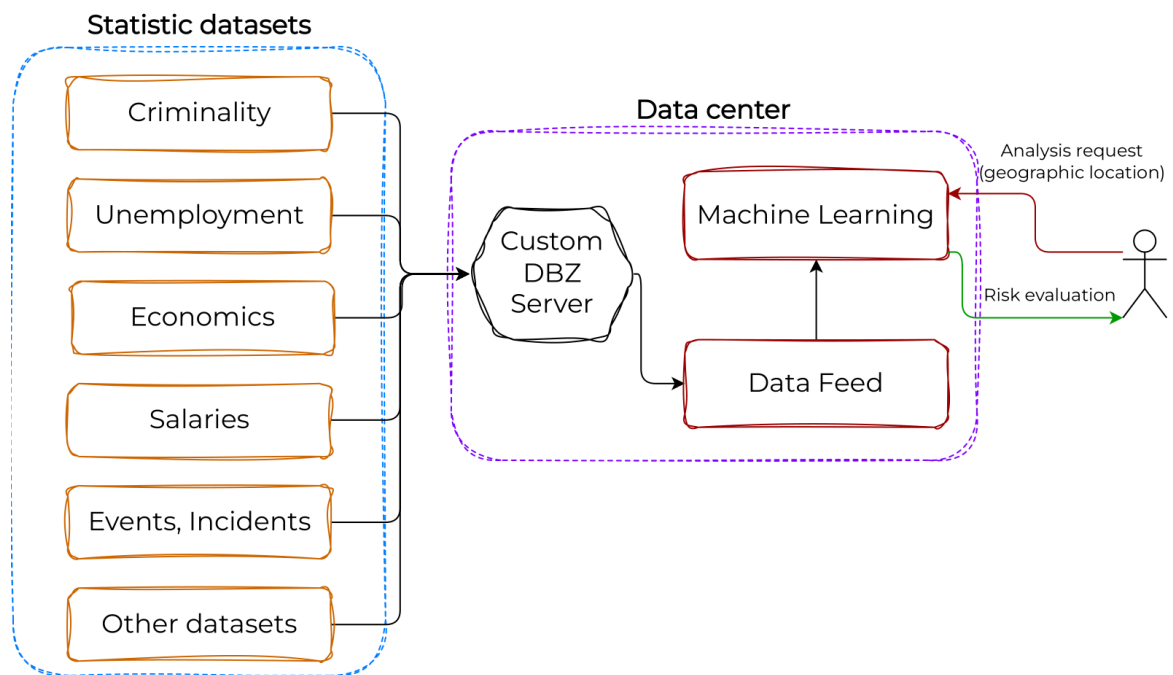 Statistic datasets
Criminality
Unemployment
Economics
Salaries
Events, Incidents
Other datasets
Data center
Custom
DBZ
Server
Machine Learning
Data Feed
Analysis request
(geographic location)
Risk evaluation